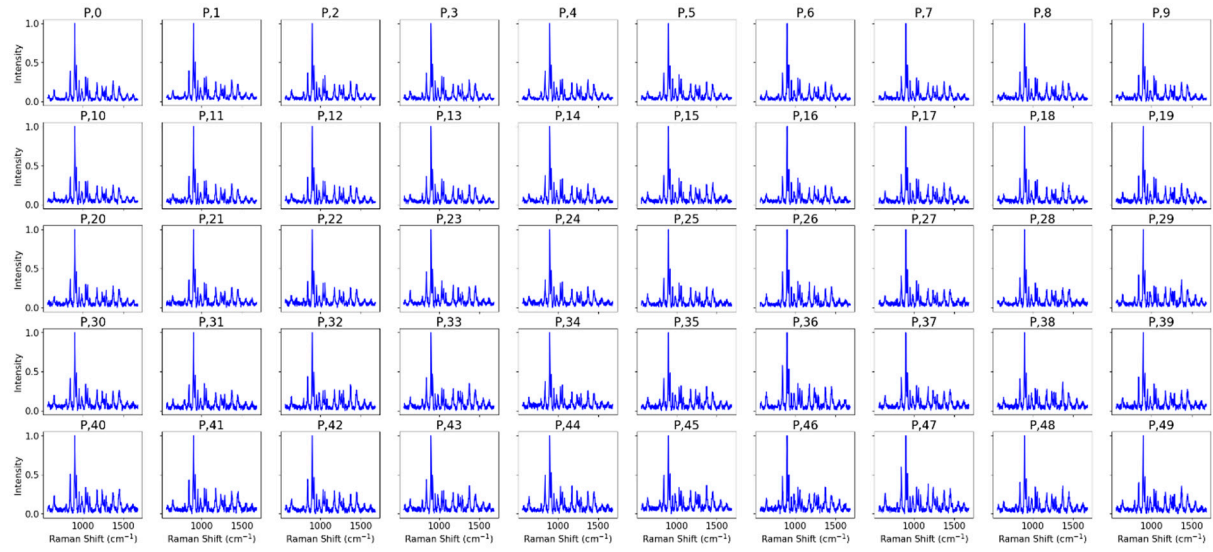 P,0 P,1 P,2 P,3 P,4 P,5 P,6 P,7 P,8 P,9
1.0
0.5
0.0
Intensity
P,10 P,11 P,12 P,13 P,14 P,15 P,16 P,17 P,18 P,19
1.0
0.5
0.0
Intensity
P,20 P,21 P,22 P,23 P,24 P,25 P,26 P,27 P,28 P,29
1.0
0.5
0.0
Intensity
P,30 P,31 P,32 P,33 P,34 P,35 P,36 P,37 P,38 P,39
1.0
0.5
0.0
Intensity
P,40 P,41 P,42 P,43 P,44 P,45 P,46 P,47 P,48 P,49
1.0
0.5
0.0
Intensity
1000 1500 1000 1500 1000 1500 1000 1500 1000 1500 1000 1500 1000 1500 1000 1500 1000 1500 1000 1500
Raman Shift (cm⁻¹) Raman Shift (cm⁻¹) Raman Shift (cm⁻¹) Raman Shift (cm⁻¹) Raman Shift (cm⁻¹) Raman Shift (cm⁻¹) Raman Shift (cm⁻¹) Raman Shift (cm⁻¹) Raman Shift (cm⁻¹) Raman Shift (cm⁻¹)